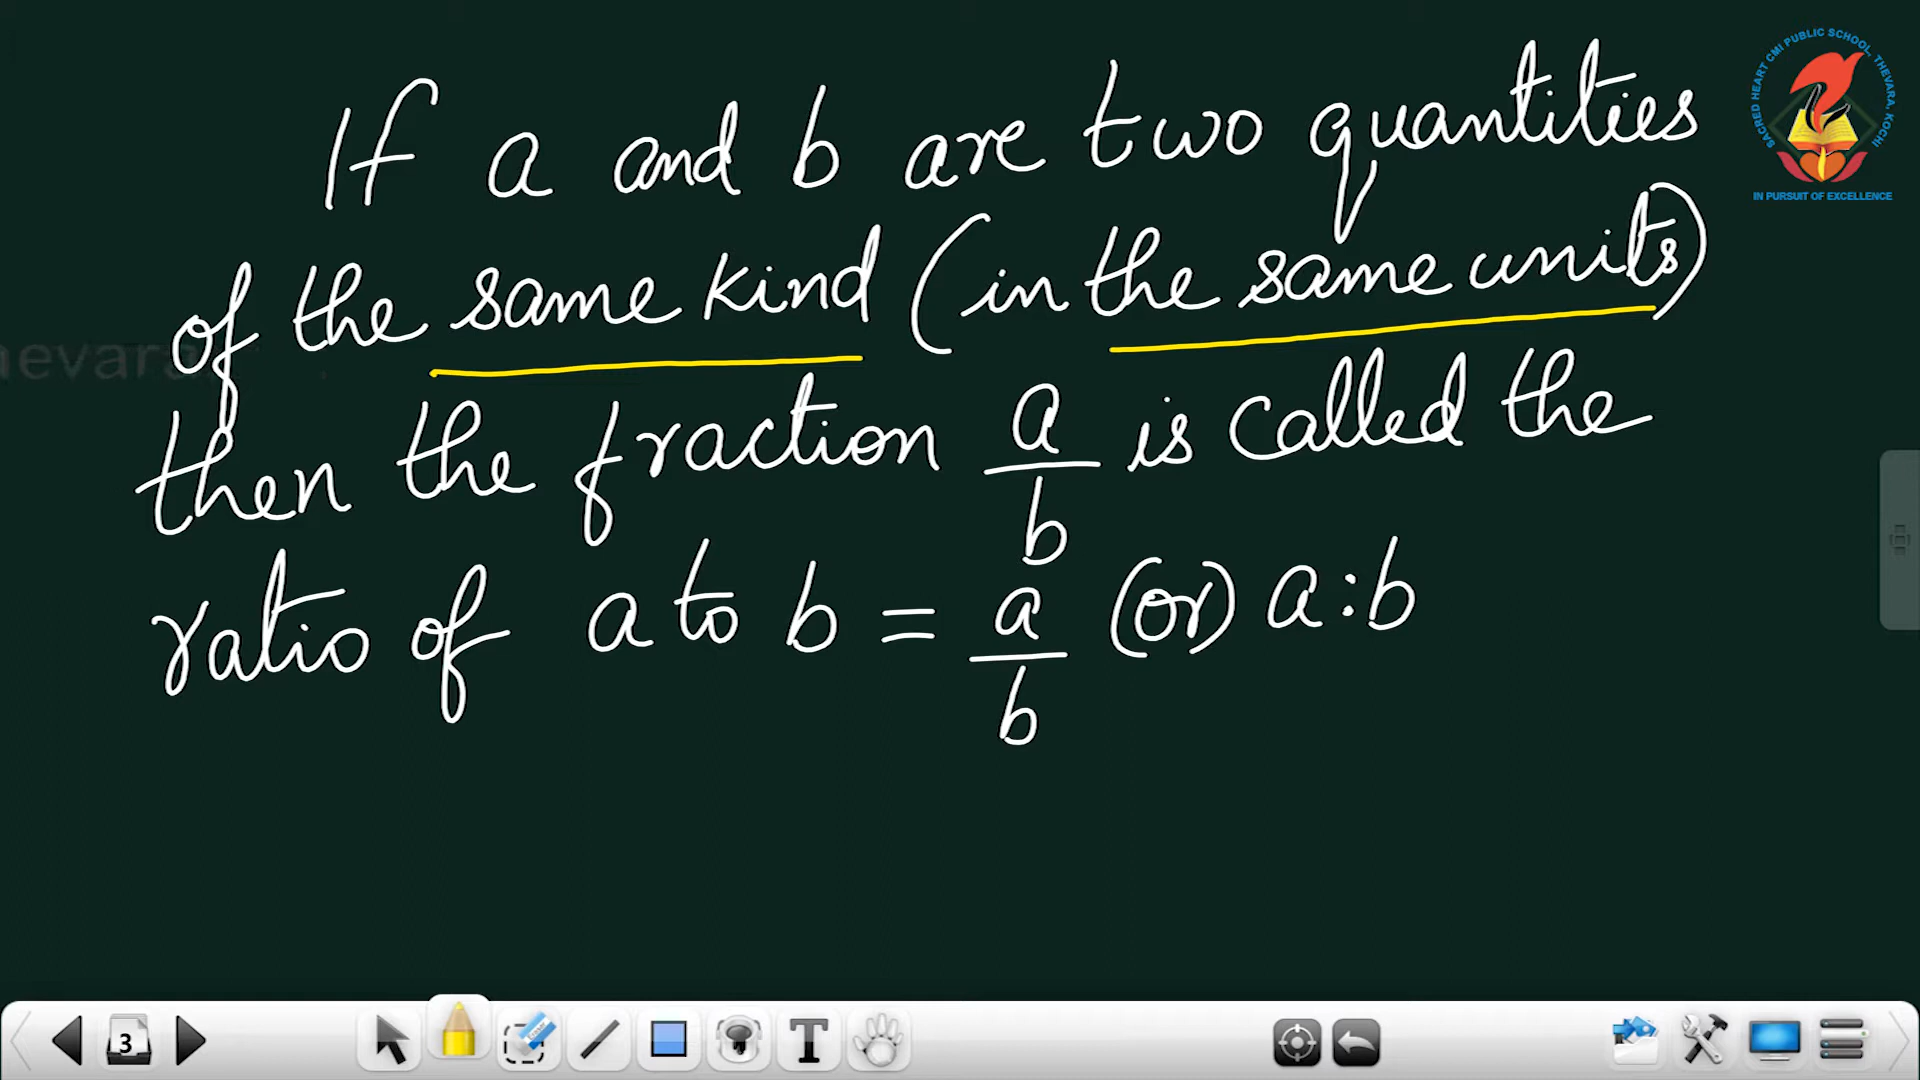 If a and b are two quantities
of the same kind (in the same units)
then the fraction a/b is called the
ratio of a to b = a/b (or) a:b
SACRED HEART CMI PUBLIC SCHOOL, THEVARA, KOCHI
IN PURSUIT OF EXCELLENCE
hevara
3
T